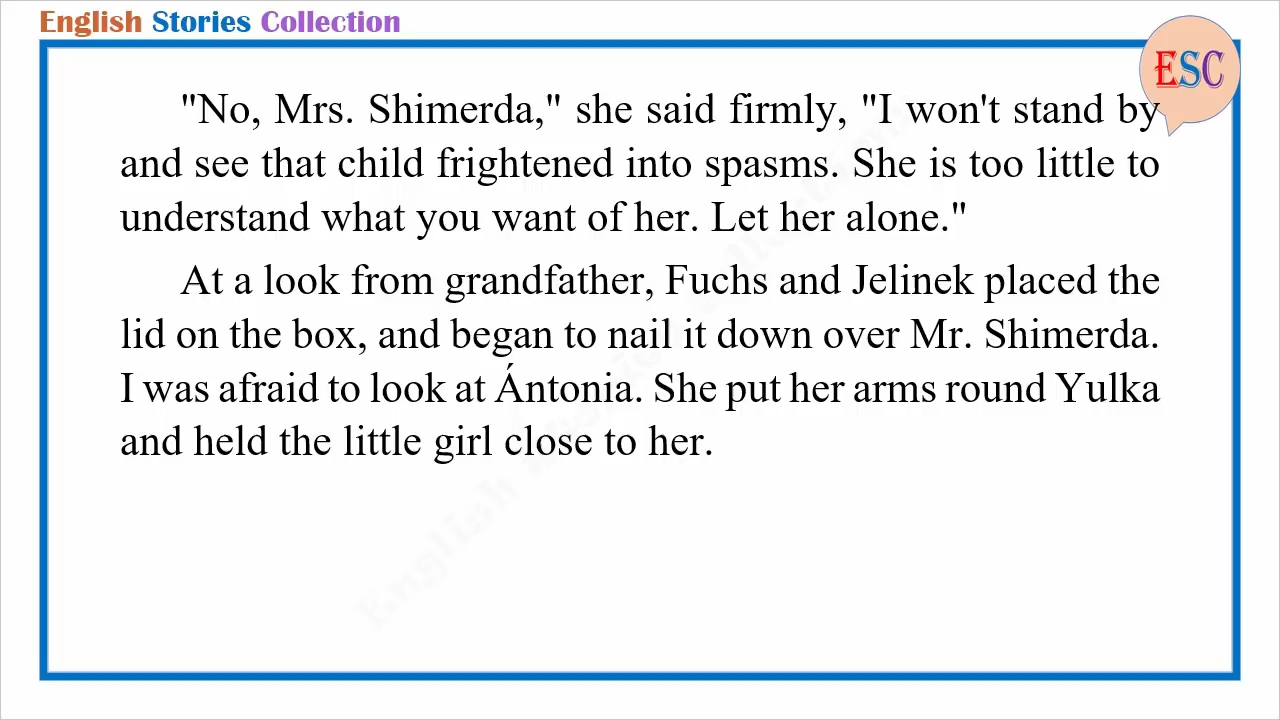 English Stories Collection
ESC
"No, Mrs. Shimerda," she said firmly, "I won't stand by
and see that child frightened into spasms. She is too little to
understand what you want of her. Let her alone."
At a look from grandfather, Fuchs and Jelinek placed the
lid on the box, and began to nail it down over Mr. Shimerda.
I was afraid to look at Ántonia. She put her arms round Yulka
and held the little girl close to her.
English